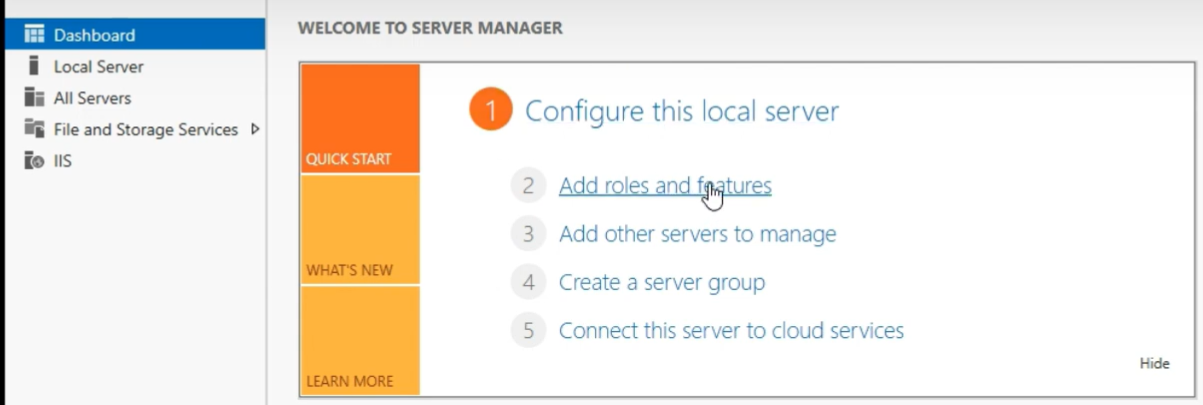 Dashboard
Local Server
All Servers
File and Storage Services
IIS
WELCOME TO SERVER MANAGER
QUICK START
WHAT'S NEW
LEARN MORE
1 Configure this local server
2 Add roles and features
3 Add other servers to manage
4 Create a server group
5 Connect this server to cloud services
Hide